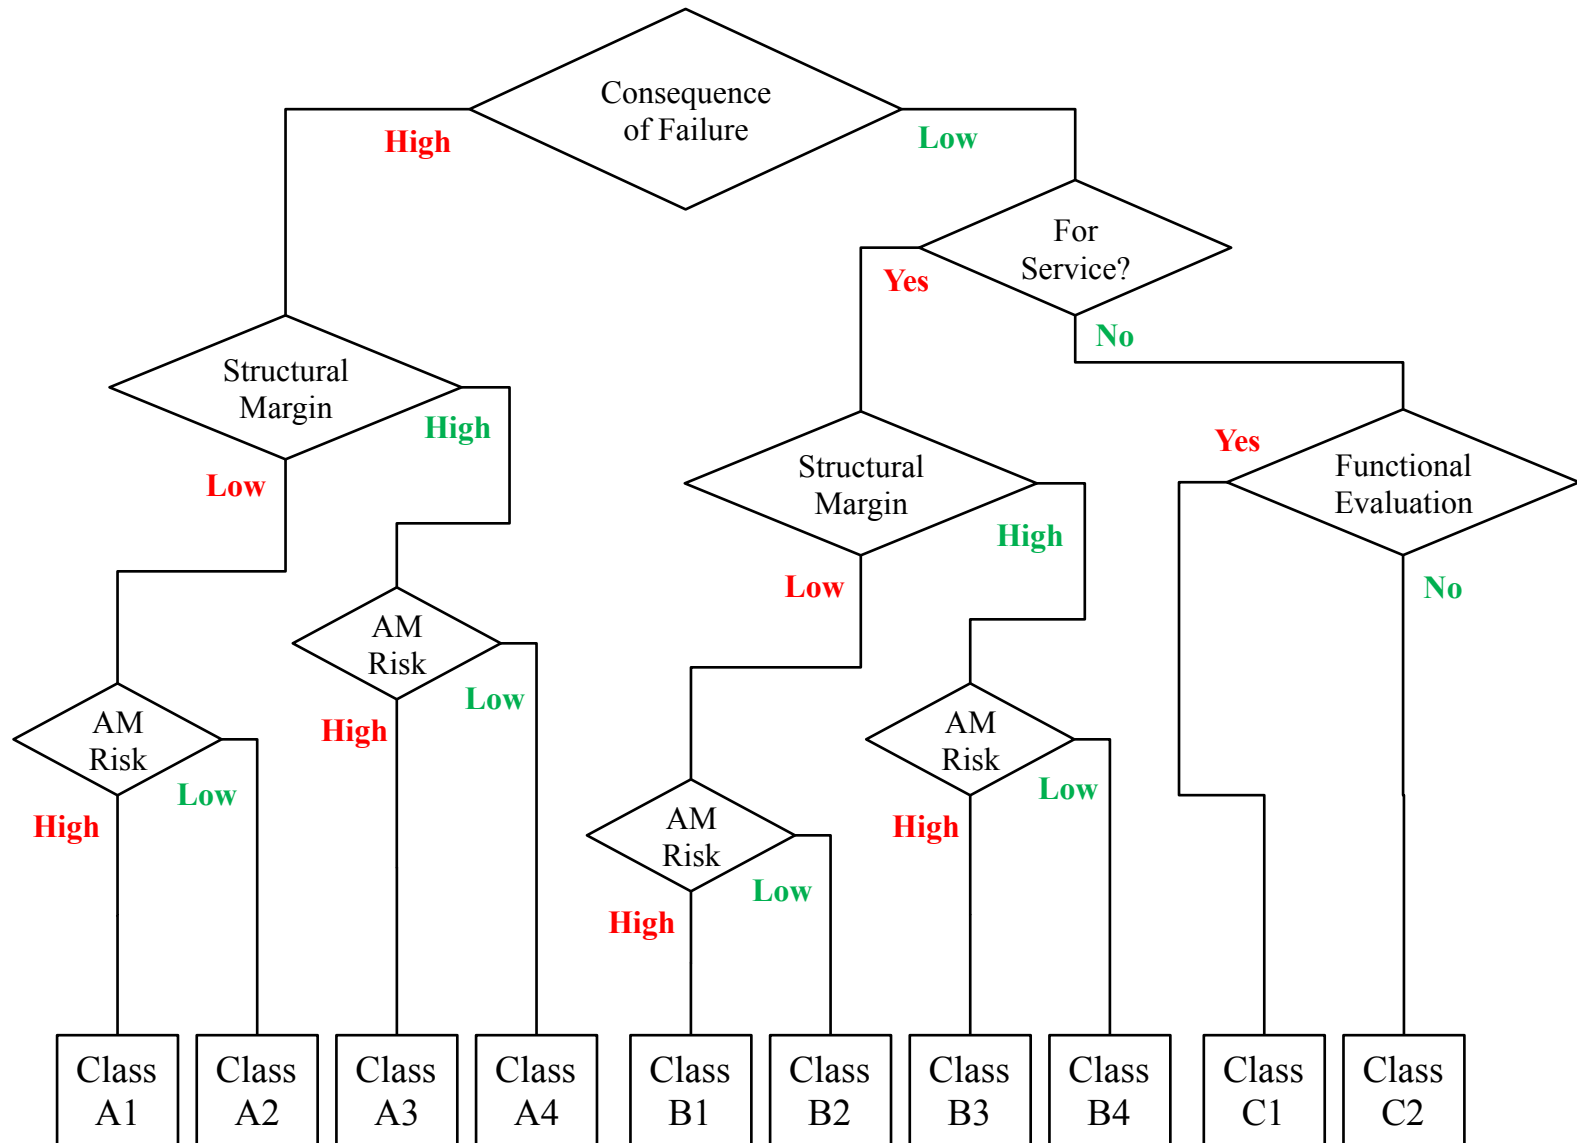 Consequence
of Failure
High
Low
For
Service?
Yes
No
Structural
Margin
High
Low
Structural
Margin
High
Low
Yes
Functional
Evaluation
No
AM
Risk
Low
High
AM
Risk
Low
High
AM
Risk
Low
High
AM
Risk
Low
High
Class
A1
Class
A2
Class
A3
Class
A4
Class
B1
Class
B2
Class
B3
Class
B4
Class
C1
Class
C2